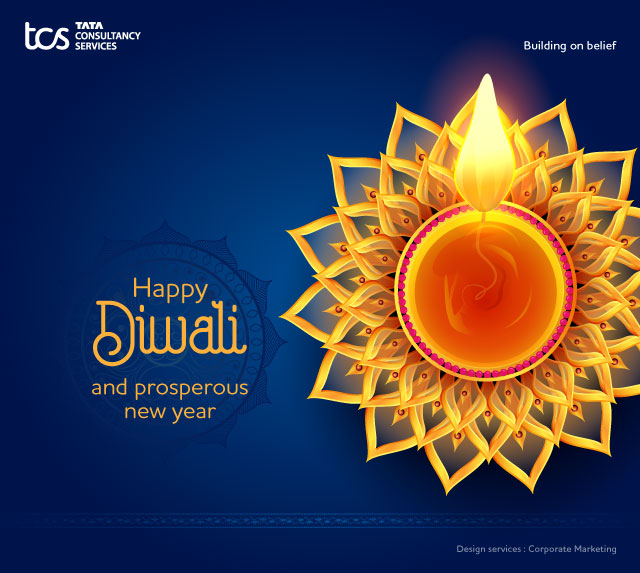 tcs
TATA
CONSULTANCY
SERVICES
Building on belief
Happy
Diwali
and prosperous
new year
Design services : Corporate Marketing